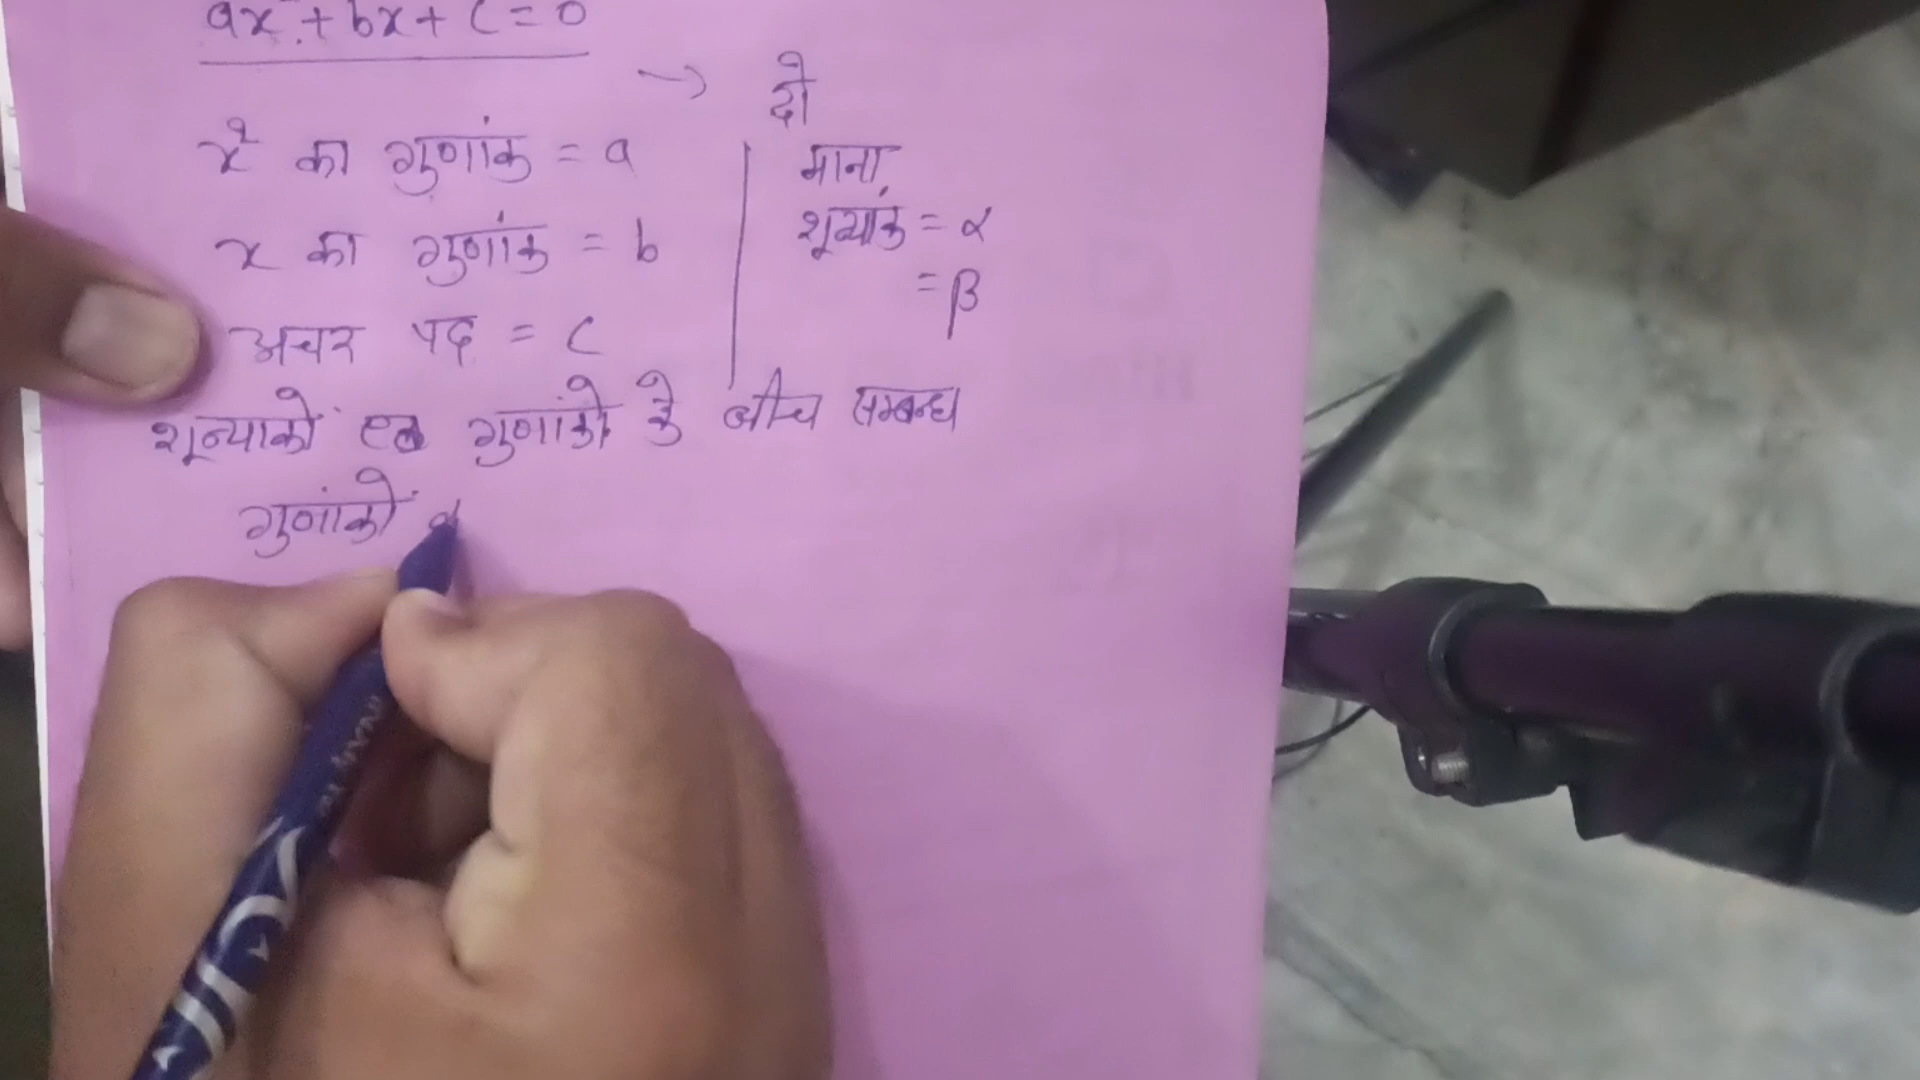 ax² + bx + c = 0
→ दो
x² का गुणांक = a
x का गुणांक = b
अचर पद = c
माना
शून्यांक = α
= β
शून्याकों एवं गुणांको के बीच सम्बन्ध
गुणांकों